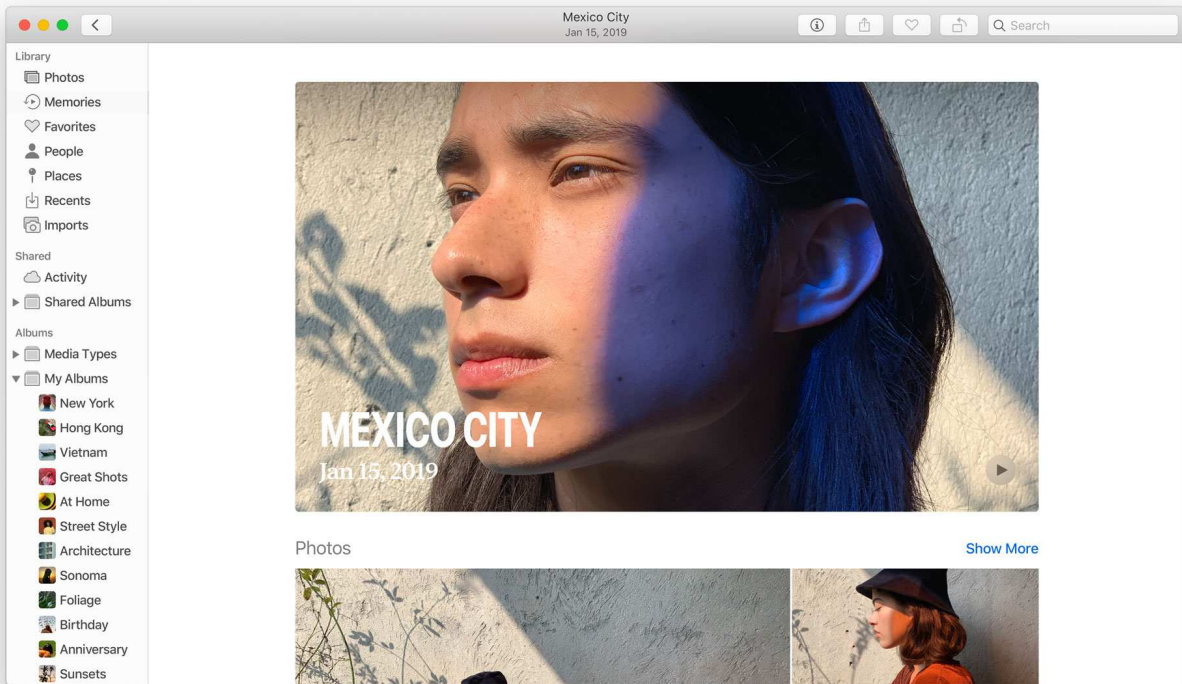 Mexico City
Jan 15, 2019
Search
Library
Photos
Memories
Favorites
People
Places
Recents
Imports
Shared
Activity
Shared Albums
Albums
Media Types
My Albums
New York
Hong Kong
Vietnam
Great Shots
At Home
Street Style
Architecture
Sonoma
Foliage
Birthday
Anniversary
Sunsets
MEXICO CITY
Jan 15, 2019
Photos
Show More